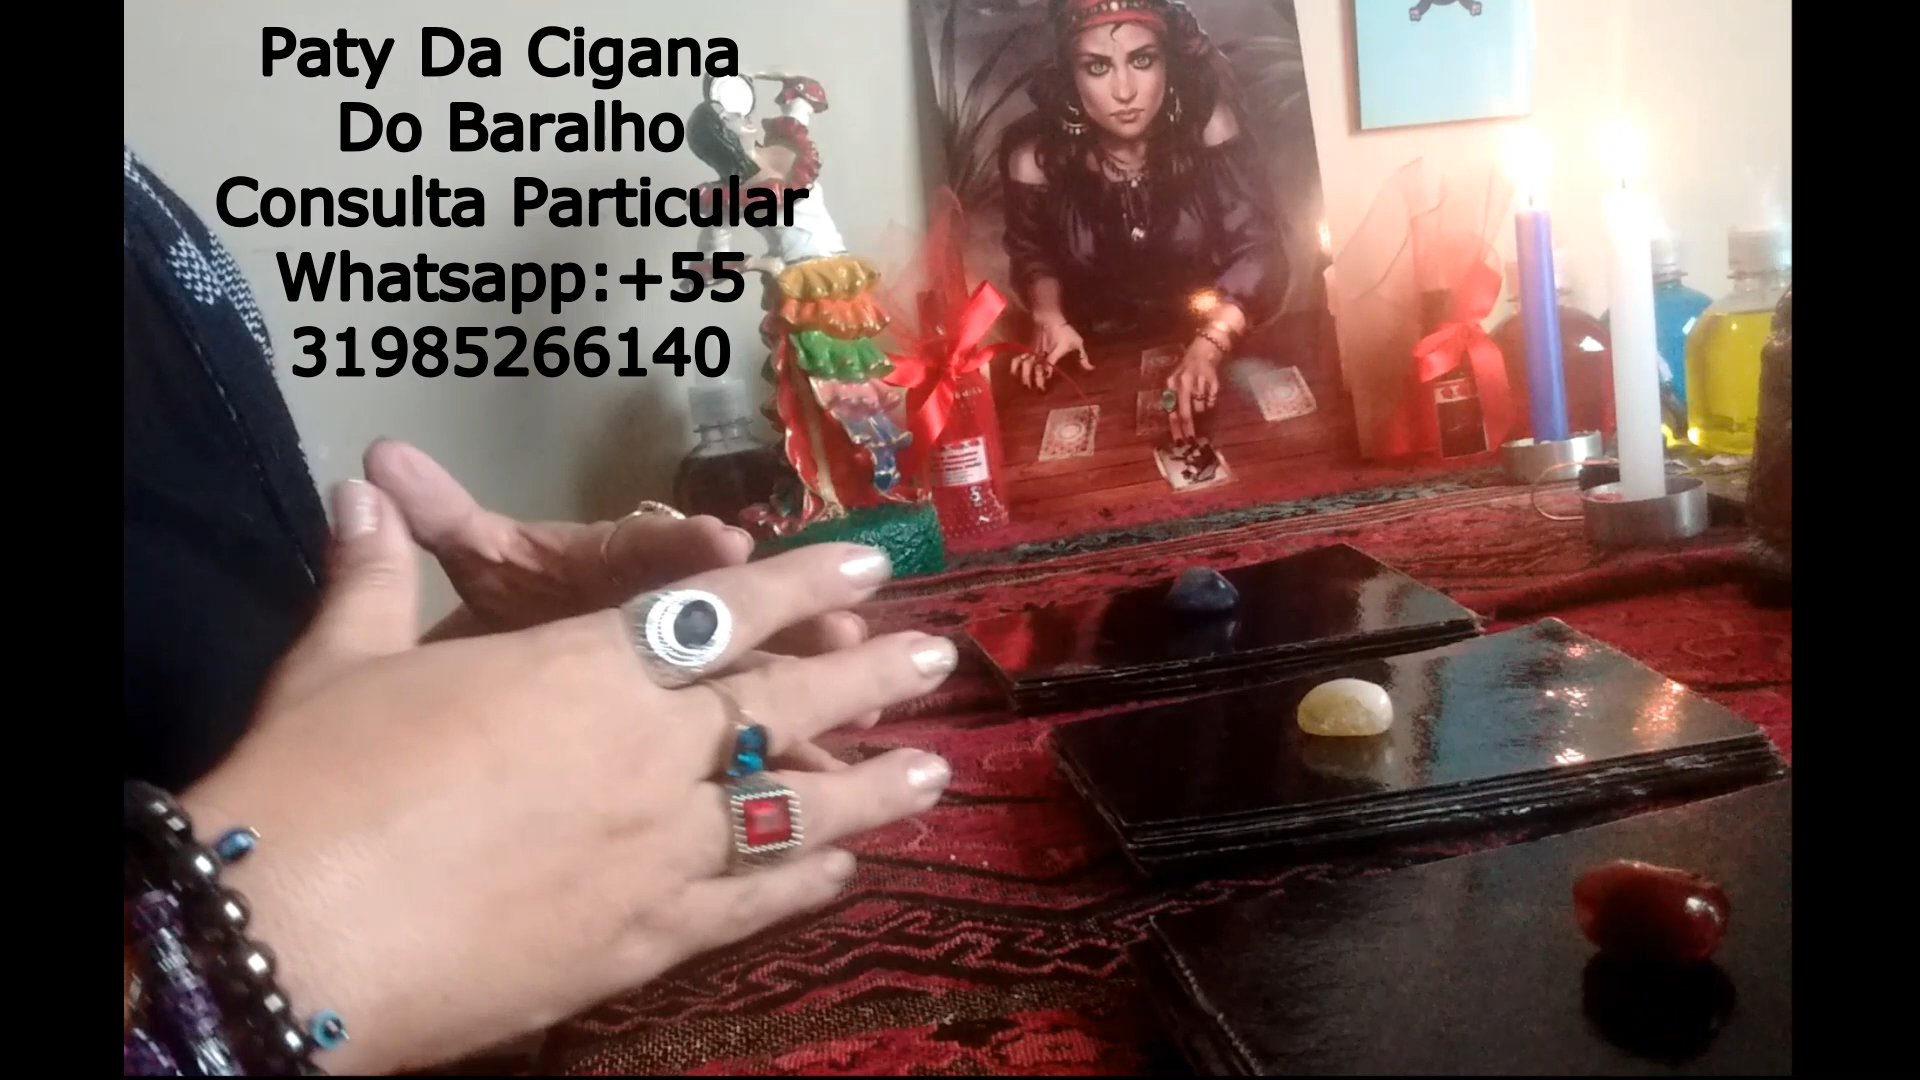 Paty Da Cigana
Do Baralho
Consulta Particular
Whatsapp:+55
31985266140